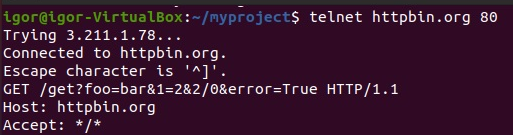 igor@igor-VirtualBox:~/myproject$ telnet httpbin.org 80
Trying 3.211.1.78...
Connected to httpbin.org.
Escape character is '^]'.
GET /get?foo=bar&1=2&2/0&error=True HTTP/1.1
Host: httpbin.org
Accept: */*